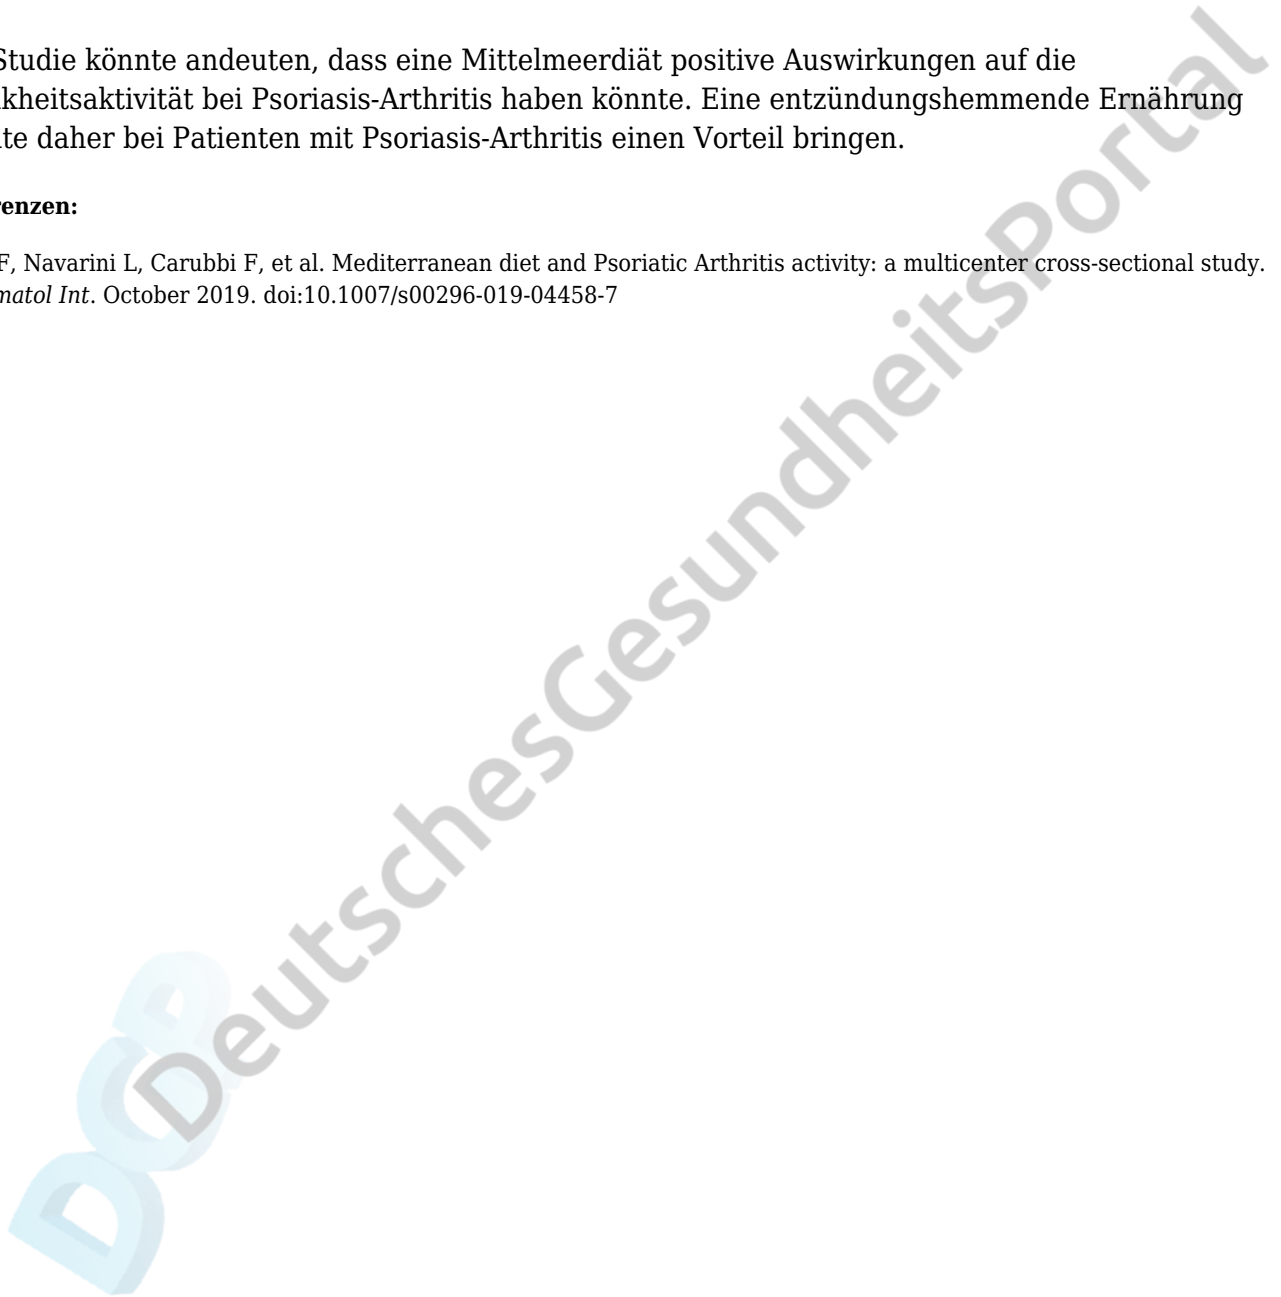 Studie könnte andeuten, dass eine Mittelmeerdiät positive Auswirkungen auf die
kheitsaktivität bei Psoriasis-Arthritis haben könnte. Eine entzündungshemmende Ernährung
te daher bei Patienten mit Psoriasis-Arthritis einen Vorteil bringen.
enzen:
F, Navarini L, Carubbi F, et al. Mediterranean diet and Psoriatic Arthritis activity: a multicenter cross-sectional study.
matol Int. October 2019. doi:10.1007/s00296-019-04458-7
DeutschesGesundheitsPortal
DGP